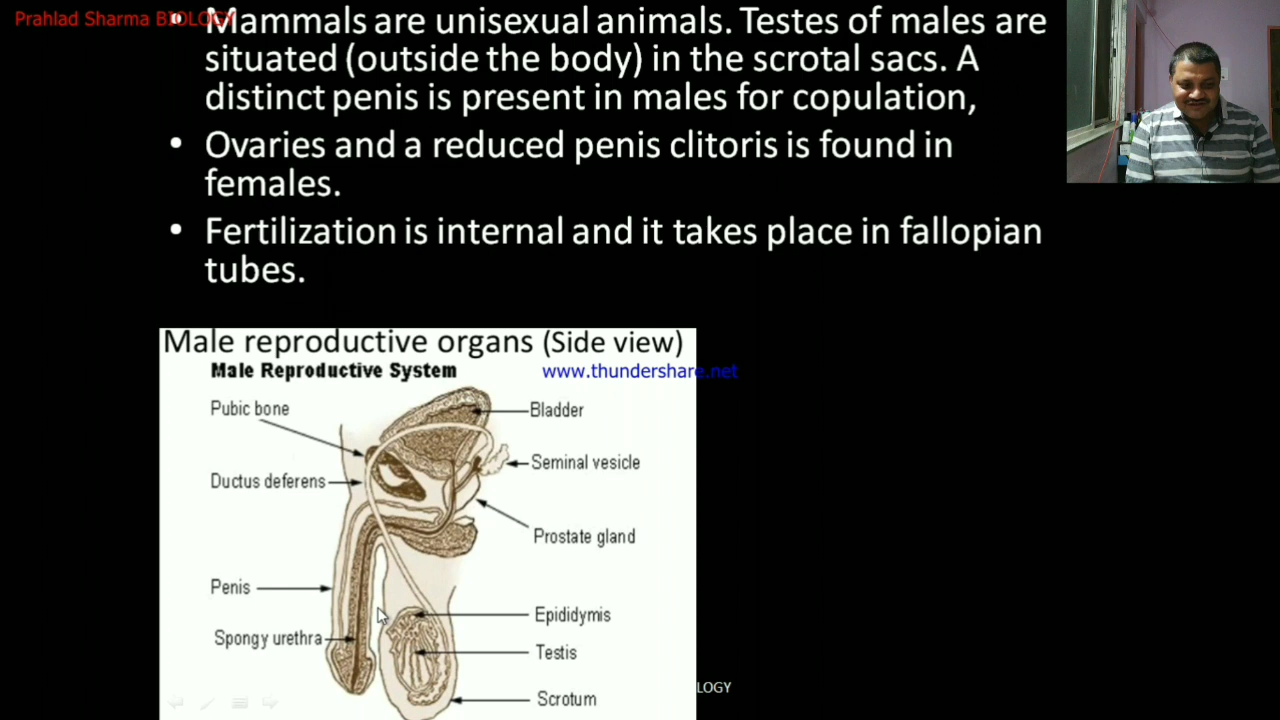 Prahlad Sharma BIOLOGY
Mammals are unisexual animals. Testes of males are
situated (outside the body) in the scrotal sacs. A
distinct penis is present in males for copulation,
• Ovaries and a reduced penis clitoris is found in
females.
• Fertilization is internal and it takes place in fallopian
tubes.
Male reproductive organs (Side view)
Male Reproductive System
www.thundershare.net
Pubic bone
Bladder
Seminal vesicle
Ductus deferens
Prostate gland
Penis
Epididymis
Spongy urethra
Testis
LOGY
Scrotum